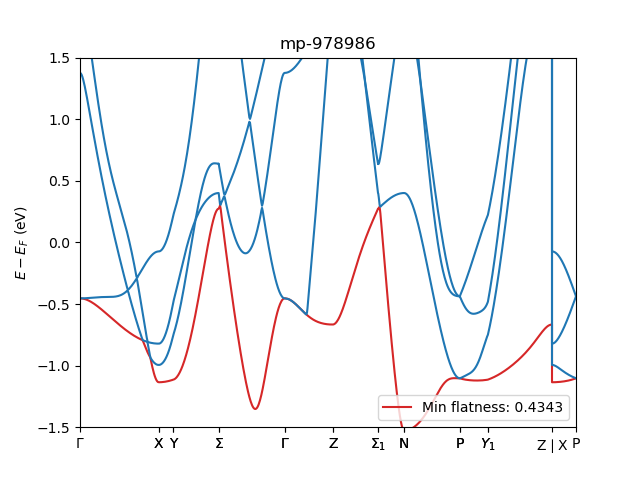 mp-978986
1.5
1.0
0.5
0.0
−0.5
−1.0
−1.5
E − E_F (eV)
Min flatness: 0.4343
Γ X Y Σ Γ Z Σ₁ N P Y₁ Z | X P